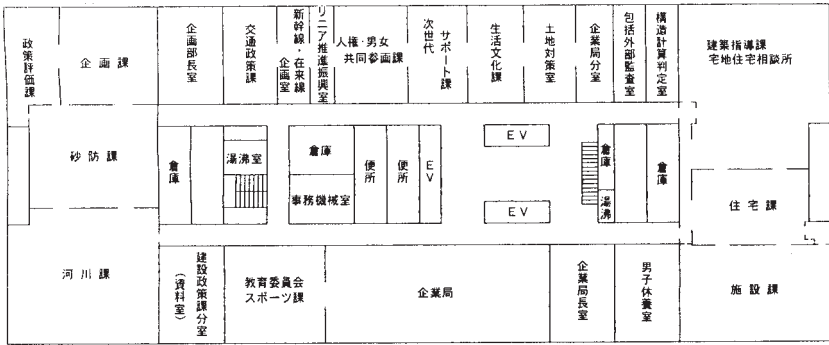 政策評価課
企画課
企画部長室
交通政策課
新幹線・在来線
企画室
リニア推進振興室
人権・男女
共同参画課
次世代
サポート課
生活文化課
土地対策室
企業局分室
包括外部監査室
構造計算判定室
建築指導課
宅地住宅相談所
砂防課
倉庫
湯沸室
倉庫
事務機械室
便所
便所
EV
EV
EV
倉庫
湯沸
倉庫
住宅課
河川課
建設政策課分室
(資料室)
教育委員会
スポーツ課
企業局
企業局長室
男子休養室
施設課